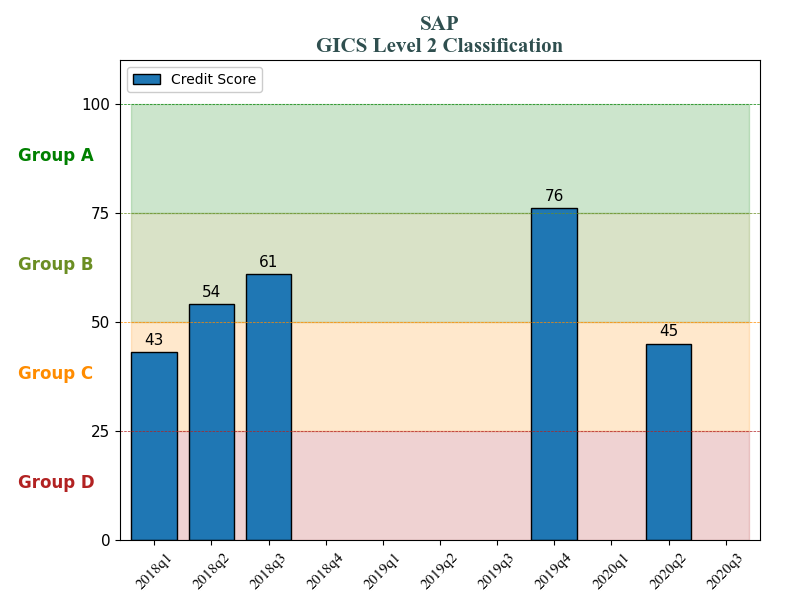 SAP
GICS Level 2 Classification
Credit Score
100
Group A
76
75
Group B
61
54
50
45
43
Group C
25
Group D
0
2018q1
2018q2
2018q3
2018q4
2019q1
2019q2
2019q3
2019q4
2020q1
2020q2
2020q3